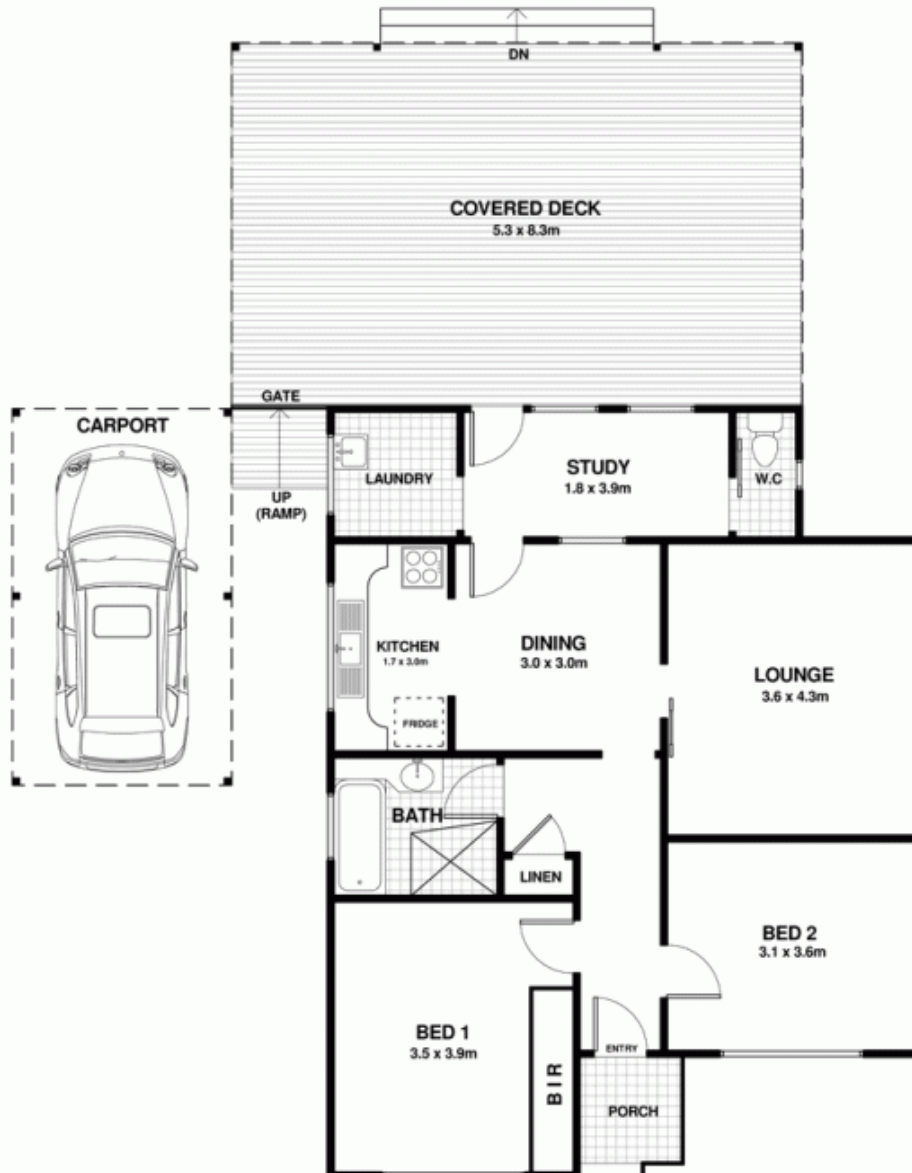 DN
COVERED DECK
5.3 x 8.3m
GATE
CARPORT
UP
(RAMP)
LAUNDRY
STUDY
1.8 x 3.9m
W.C
KITCHEN
1.7 x 3.0m
DINING
3.0 x 3.0m
LOUNGE
3.6 x 4.3m
FRIDGE
BATH
LINEN
BED 2
3.1 x 3.6m
BED 1
3.5 x 3.9m
ENTRY
BIR
PORCH